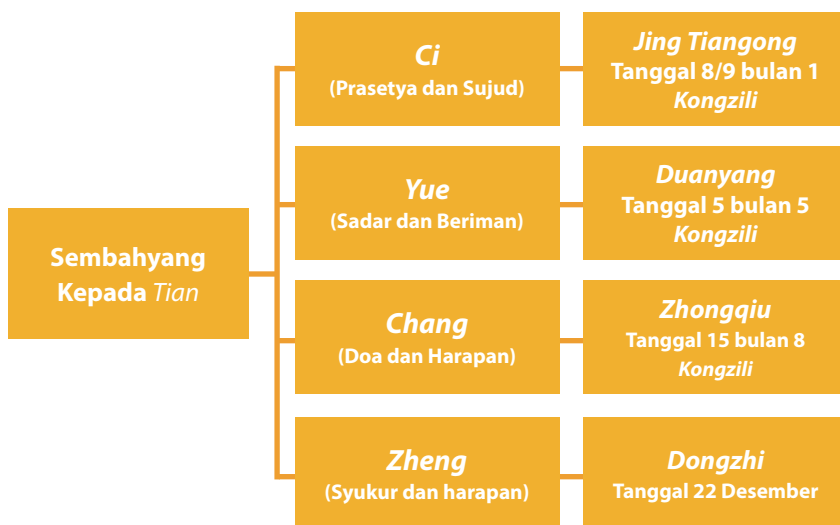 Sembahyang
Kepada Tian
Ci
(Prasetya dan Sujud)
Jing Tiangong
Tanggal 8/9 bulan 1
Kongzili
Yue
(Sadar dan Beriman)
Duanyang
Tanggal 5 bulan 5
Kongzili
Chang
(Doa dan Harapan)
Zhongqiu
Tanggal 15 bulan 8
Kongzili
Zheng
(Syukur dan harapan)
Dongzhi
Tanggal 22 Desember